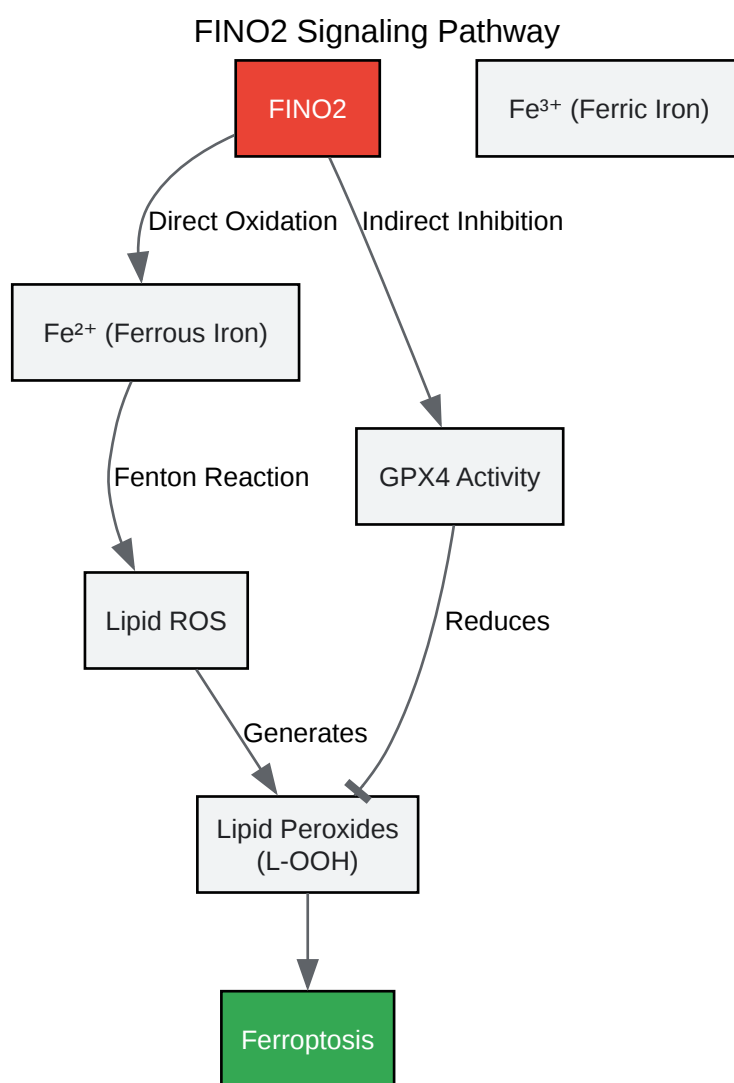 FINO2 Signaling Pathway
FINO2
Fe³⁺ (Ferric Iron)
Direct Oxidation
Indirect Inhibition
Fe²⁺ (Ferrous Iron)
Fenton Reaction
GPX4 Activity
Lipid ROS
Reduces
Generates
Lipid Peroxides
(L-OOH)
Ferroptosis